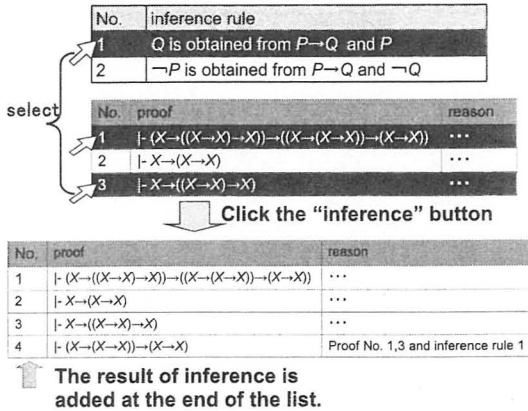 No. inference rule
1 Q is obtained from P→Q and P
2 ¬P is obtained from P→Q and ¬Q
select
No. proof reason
1 |- (X→((X→X)→X))→((X→(X→X))→(X→X)) ···
2 |- X→(X→X) ···
3 |- X→((X→X)→X) ···
Click the “inference” button
No. proof reason
1 |- (X→((X→X)→X))→((X→(X→X))→(X→X)) ···
2 |- X→(X→X) ···
3 |- X→((X→X)→X) ···
4 |- (X→(X→X))→(X→X) Proof No. 1,3 and inference rule 1
The result of inference is
added at the end of the list.